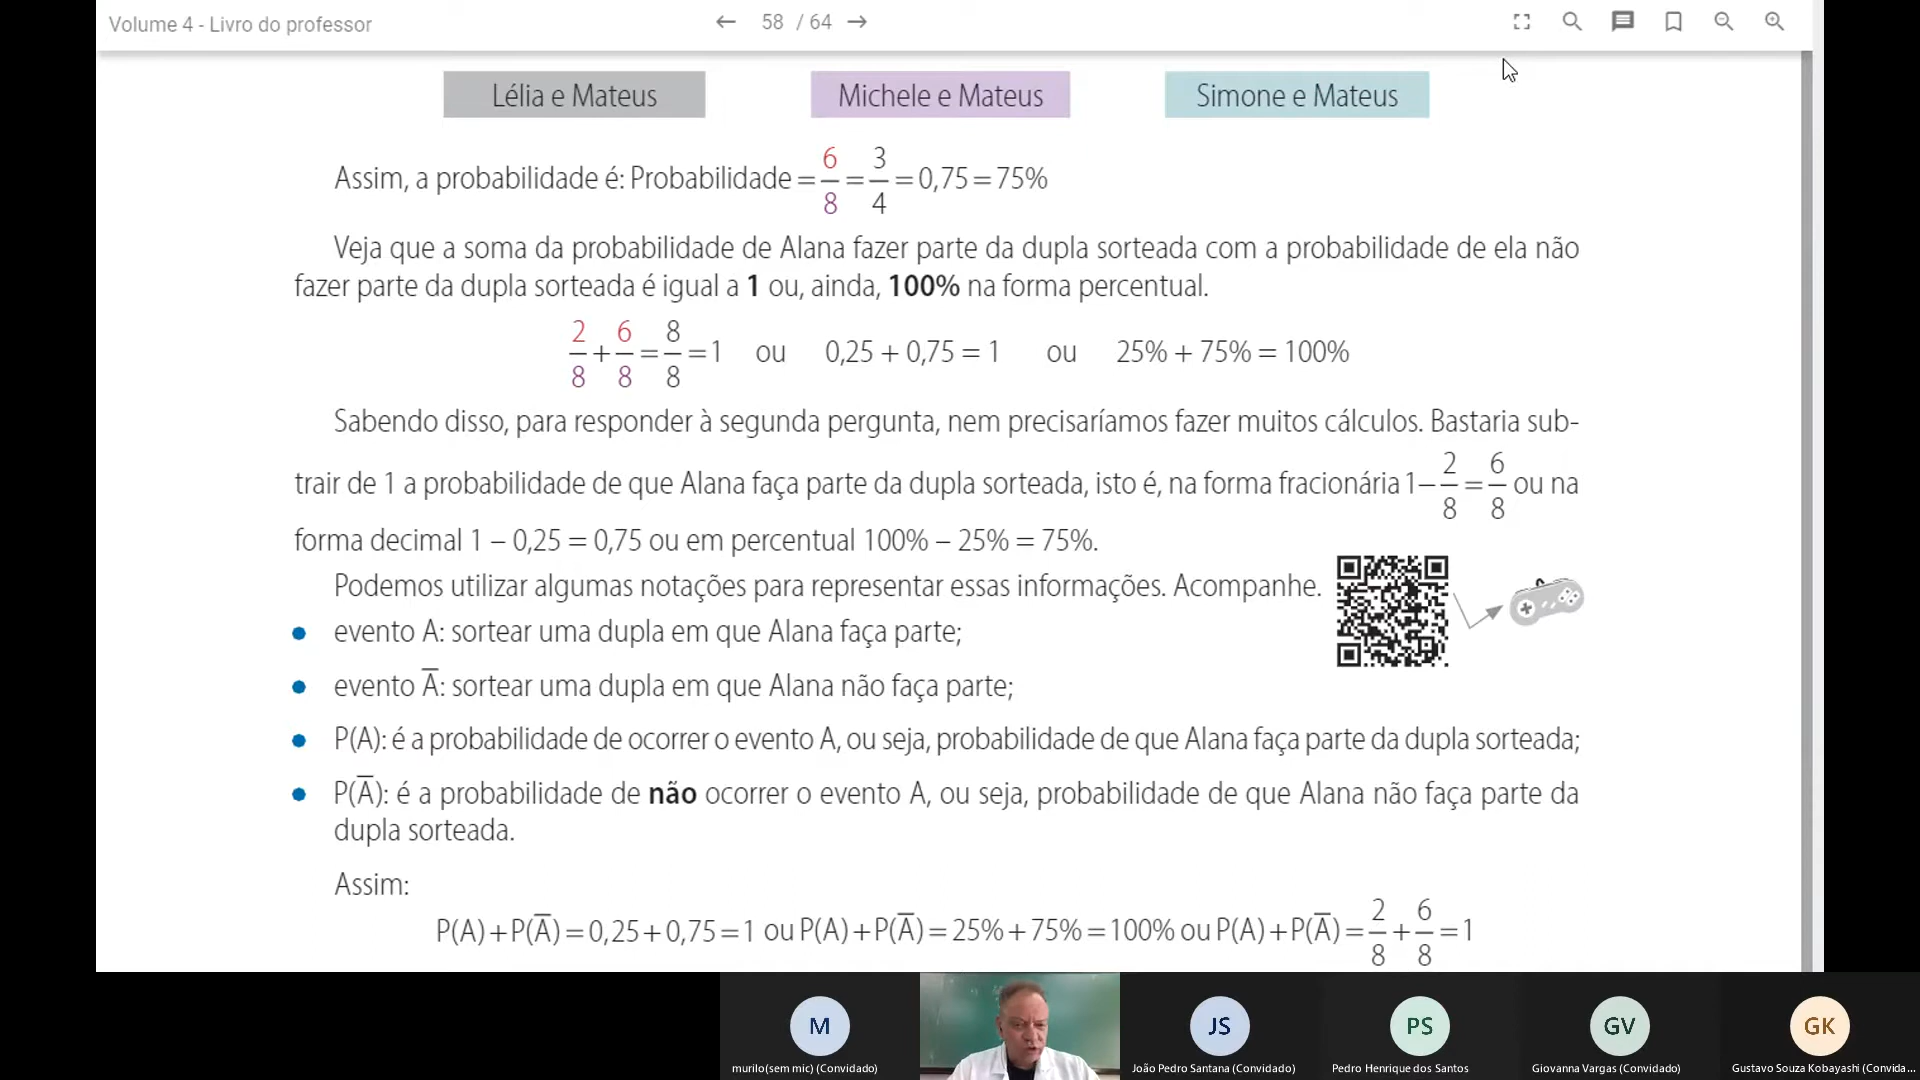 Volume 4 - Livro do professor
58 / 64
Lélia e Mateus Michele e Mateus Simone e Mateus
Assim, a probabilidade é: Probabilidade = 6/8 = 3/4 = 0,75 = 75%
Veja que a soma da probabilidade de Alana fazer parte da dupla sorteada com a probabilidade de ela não
fazer parte da dupla sorteada é igual a 1 ou, ainda, 100% na forma percentual.
2/8 + 6/8 = 8/8 = 1 ou 0,25 + 0,75 = 1 ou 25% + 75% = 100%
Sabendo disso, para responder à segunda pergunta, nem precisaríamos fazer muitos cálculos. Bastaria sub-
trair de 1 a probabilidade de que Alana faça parte da dupla sorteada, isto é, na forma fracionária 1 – 2/8 = 6/8 ou na
forma decimal 1 – 0,25 = 0,75 ou em percentual 100% – 25% = 75%.
Podemos utilizar algumas notações para representar essas informações. Acompanhe.
• evento A: sortear uma dupla em que Alana faça parte;
• evento A̅: sortear uma dupla em que Alana não faça parte;
• P(A): é a probabilidade de ocorrer o evento A, ou seja, probabilidade de que Alana faça parte da dupla sorteada;
• P(A̅): é a probabilidade de não ocorrer o evento A, ou seja, probabilidade de que Alana não faça parte da
dupla sorteada.
Assim:
P(A) + P(A̅) = 0,25 + 0,75 = 1 ou P(A) + P(A̅) = 25% + 75% = 100% ou P(A) + P(A̅) = 2/8 + 6/8 = 1
M JS PS GV GK
murilo(sem mic) (Convidado) João Pedro Santana (Convidado) Pedro Henrique dos Santos Giovanna Vargas (Convidado) Gustavo Souza Kobayashi (Convida...